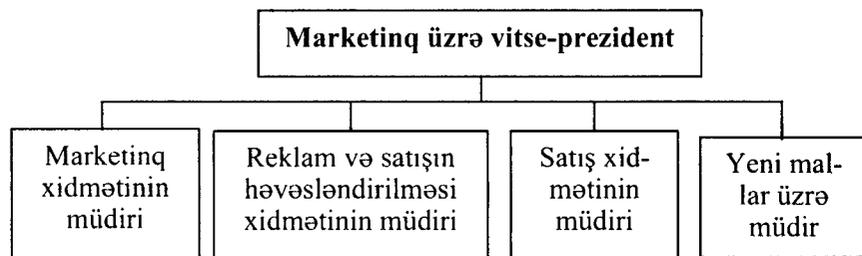 Marketinq üzrə vitse-prezident
Marketinq
xidmətinin
müdiri
Reklam və satışın
həvəsləndirilməsi
xidmətinin müdiri
Satış xid-
mətinin
müdiri
Yeni mal-
lar üzrə
müdir